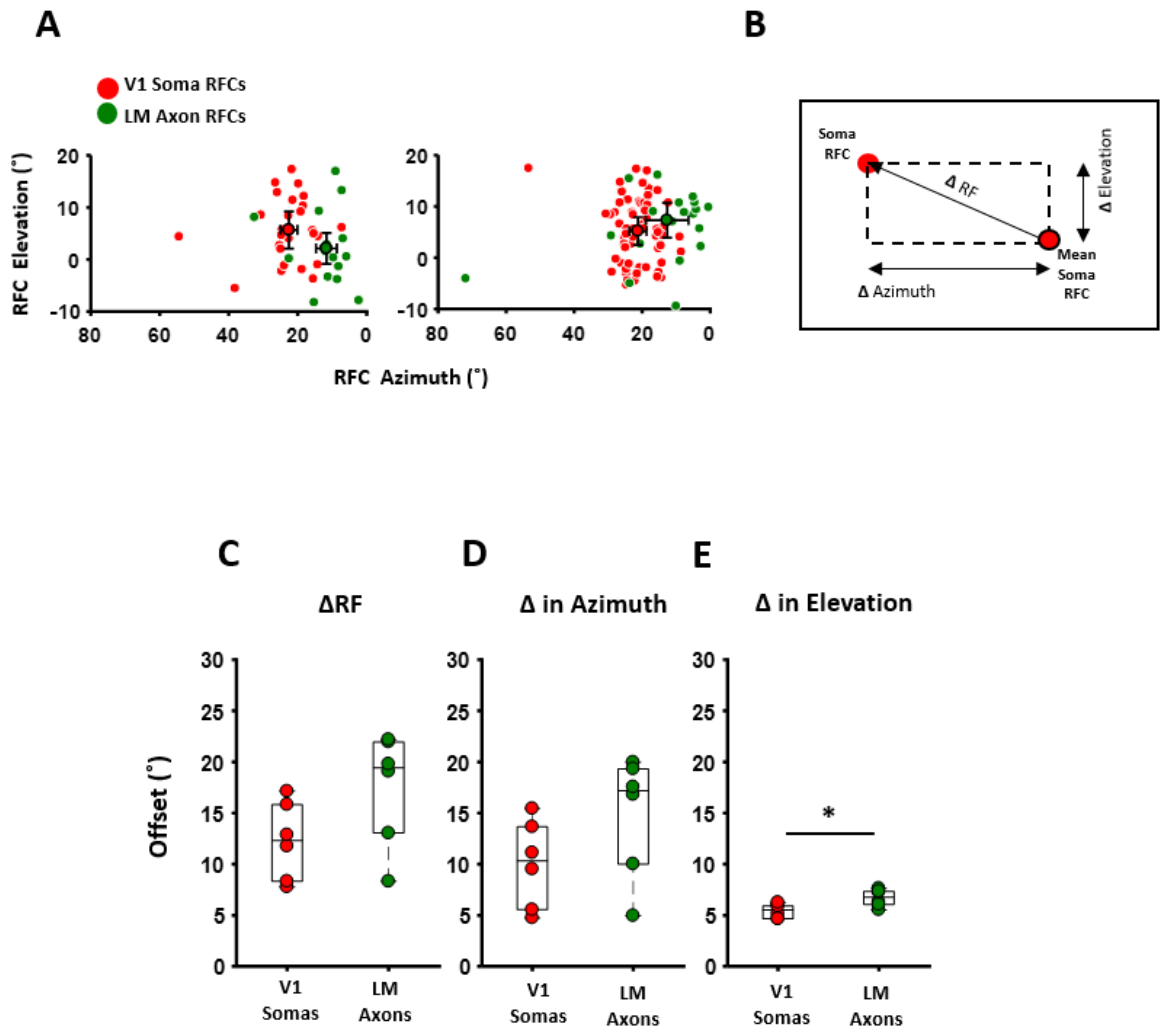 A
B
V1 Soma RFCs
LM Axon RFCs
RFC Elevation (˚)
20
10
0
-10
80
60
40
20
0
20
10
0
-10
80
60
40
20
0
RFC Azimuth (˚)
Soma
RFC
Δ RF
Δ Elevation
Mean
Soma
RFC
Δ Azimuth
C
D
E
ΔRF
Δ in Azimuth
Δ in Elevation
Offset (˚)
30
25
20
15
10
5
0
V1
Somas
LM
Axons
30
25
20
15
10
5
0
V1
Somas
LM
Axons
30
25
20
15
10
5
0
*
V1
Somas
LM
Axons